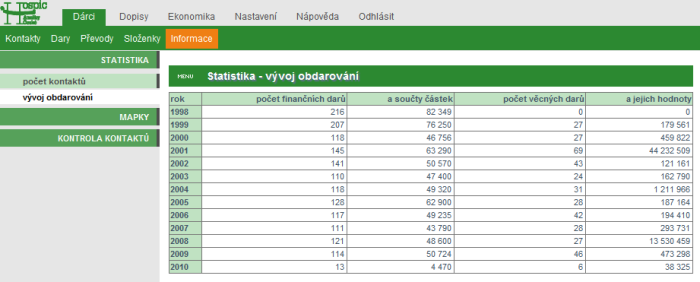 Hospic
Dárci Dopisy Ekonomika Nastavení Nápověda Odhlásit
Kontakty Dary Převody Složenky Informace
STATISTIKA
počet kontaktů
vývoj obdarování
MAPKY
KONTROLA KONTAKTŮ
MENU Statistika - vývoj obdarování
rok počet finančních darů a součty částek počet věcných darů a jejich hodnoty
1998 216 82 349 0 0
1999 207 76 250 27 179 561
2000 118 46 756 27 459 822
2001 145 63 290 69 44 232 509
2002 141 50 570 43 121 161
2003 110 47 400 24 162 790
2004 118 49 320 31 1 211 966
2005 128 62 900 28 187 164
2006 117 49 235 42 194 410
2007 111 43 790 28 293 731
2008 121 48 600 27 13 530 459
2009 114 50 724 46 473 298
2010 13 4 470 6 38 325